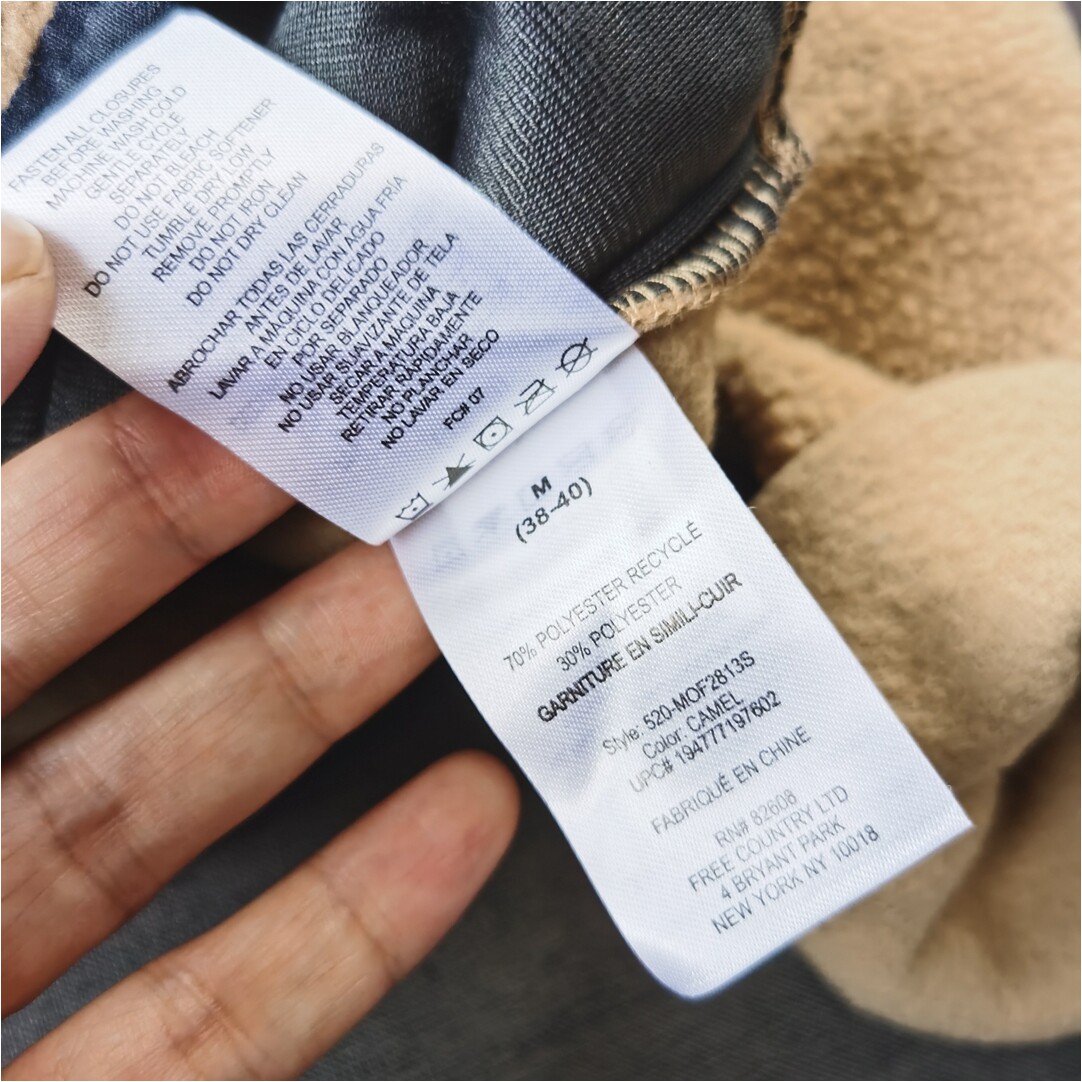 FASTEN ALL CLOSURES
BEFORE WASHING
MACHINE WASH COLD
GENTLE CYCLE
SEPARATELY
DO NOT BLEACH
DO NOT USE FABRIC SOFTENER
TUMBLE DRY LOW
REMOVE PROMPTLY
DO NOT IRON
DO NOT DRY CLEAN
ABROCHAR TODAS LAS CERRADURAS
ANTES DE LAVAR
LAVAR A MAQUINA CON AGUA FRIA
EN CICLO DELICADO
POR SEPARADO
NO USAR BLANQUEADOR
NO USAR SUAVIZANTE DE TELA
SECAR A MAQUINA
TEMPERATURA BAJA
RETIRAR RAPIDAMENTE
NO PLANCHAR
NO LAVAR EN SECO
FC# 07
M
(38-40)
70% POLYESTER RECYCLÉ
30% POLYESTER
GARNITURE EN SIMILI-CUIR
Style: 520-MOF2813S
Color: CAMEL
UPC# 194777197602
FABRIQUÉ EN CHINE
RN# 82608
FREE COUNTRY LTD
4 BRYANT PARK
NEW YORK NY 10018